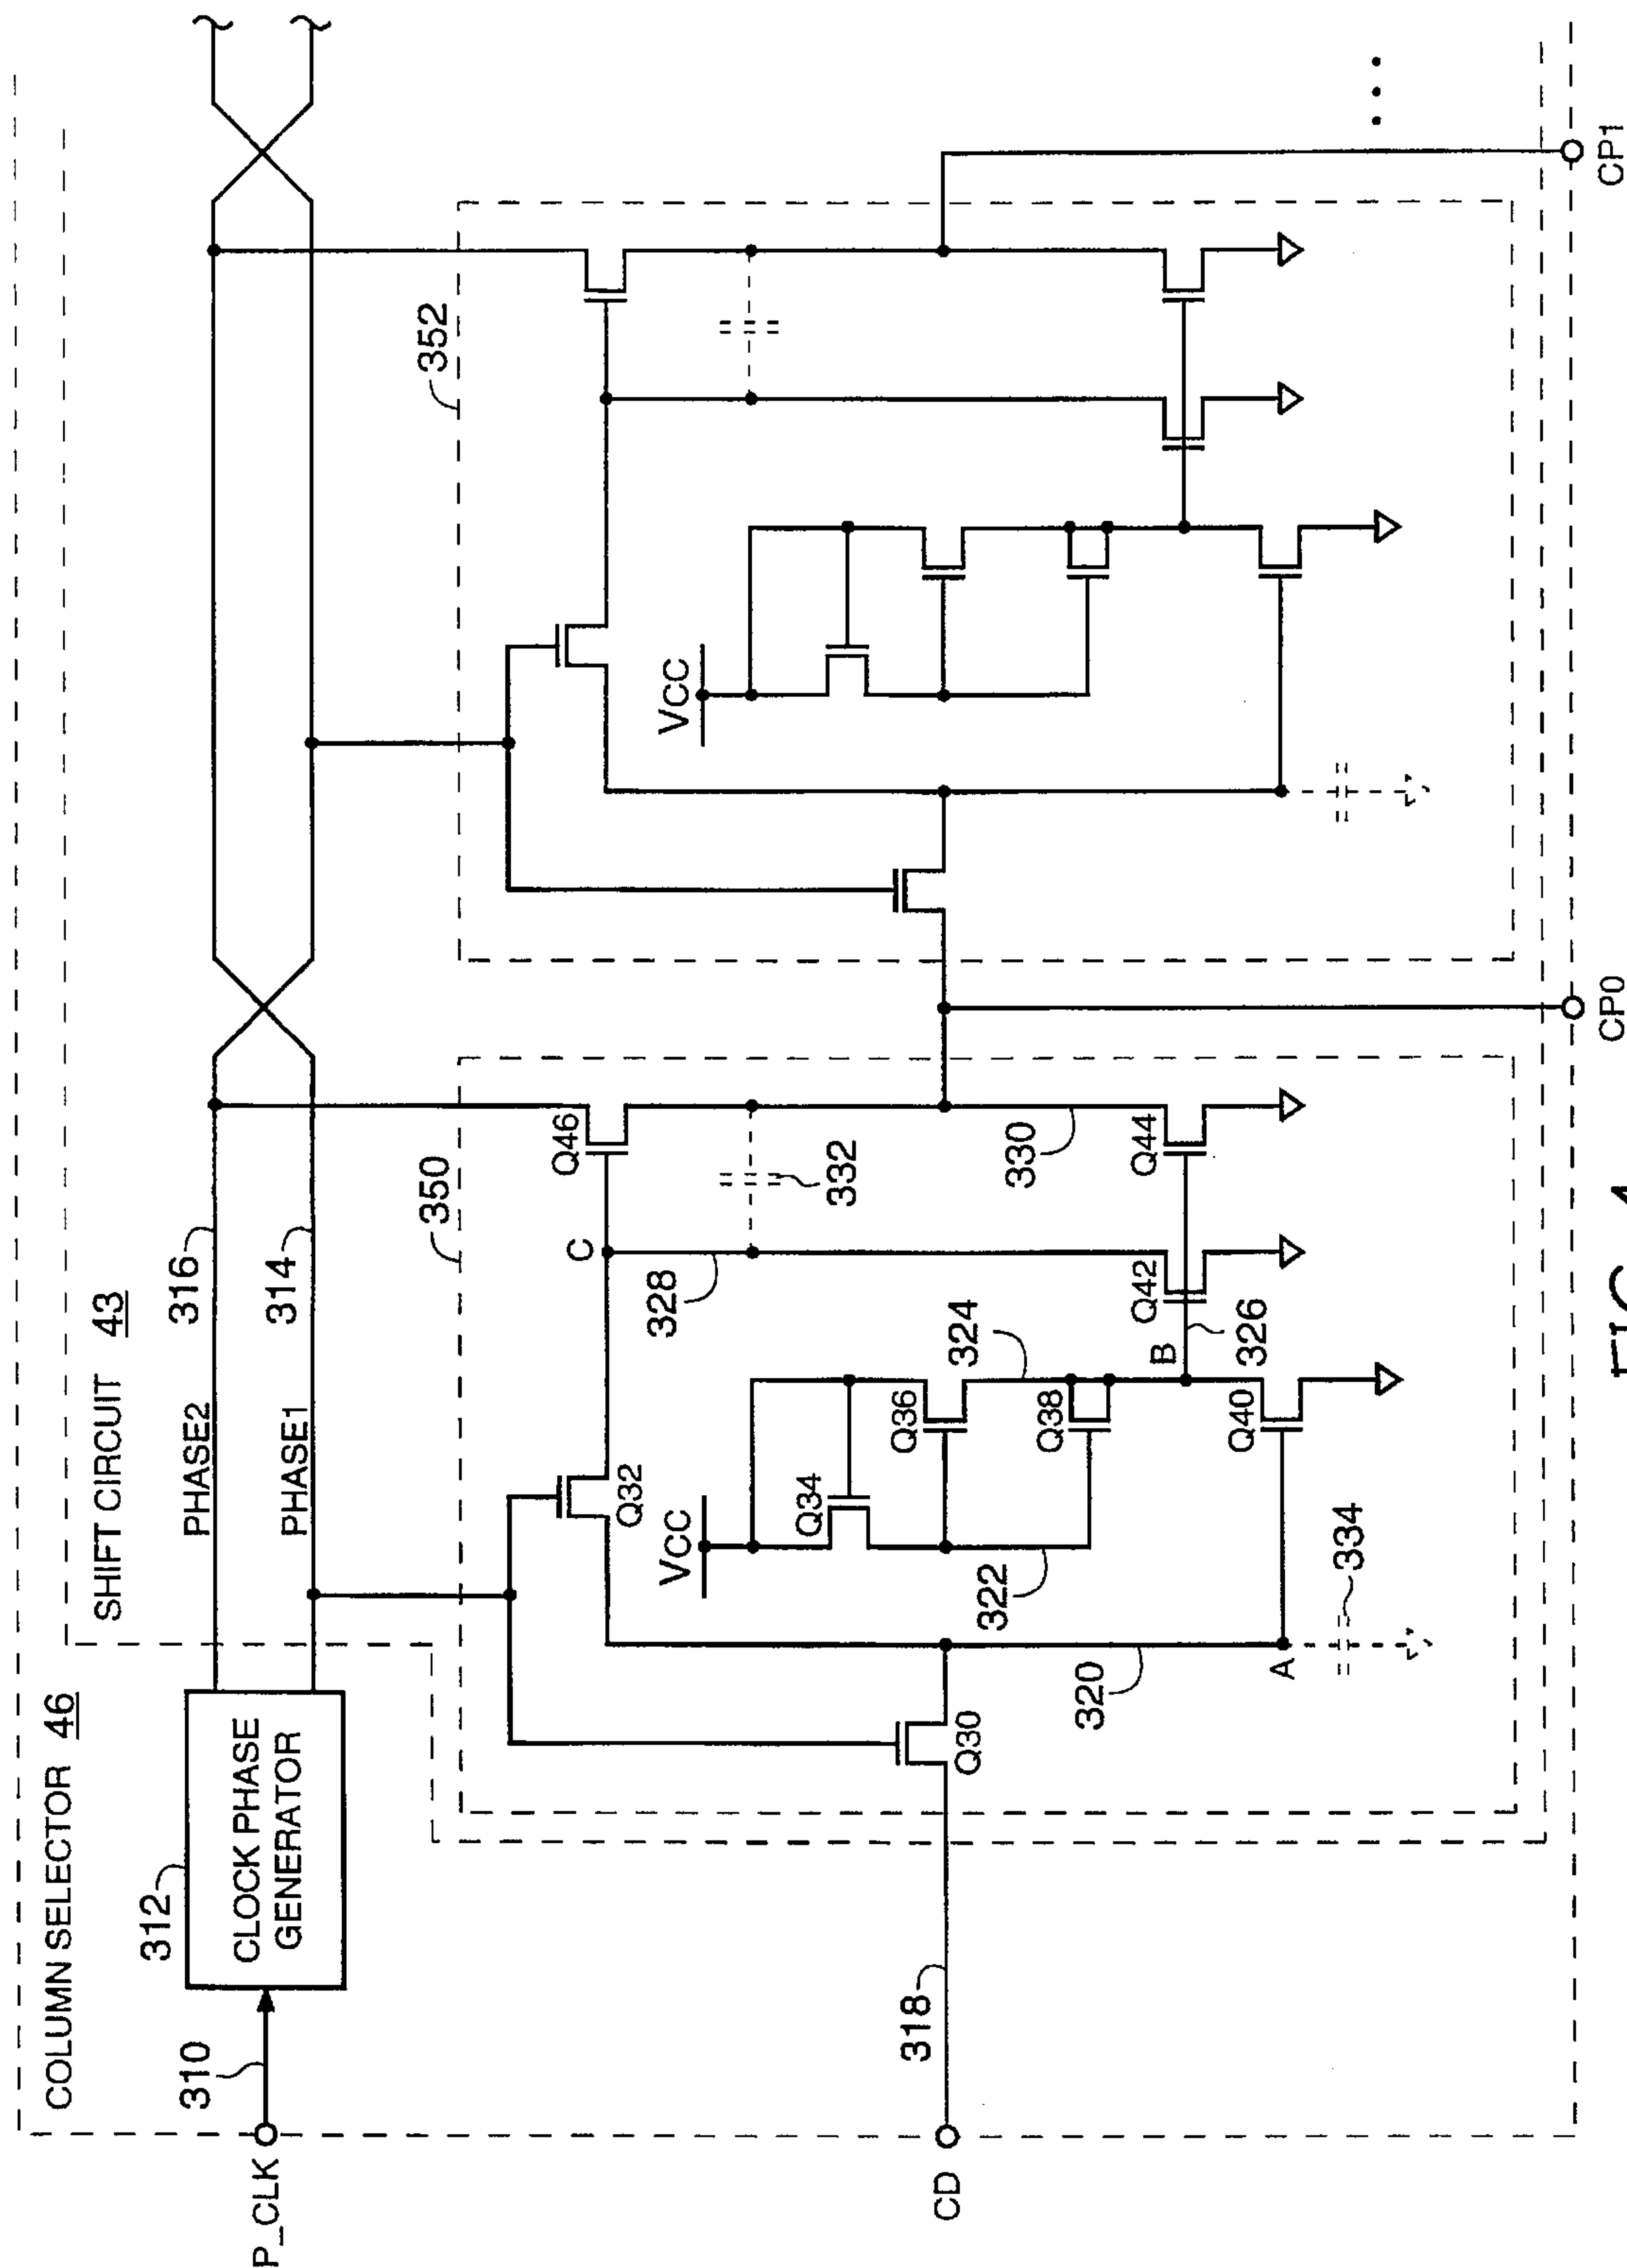 COLUMN SELECTOR 46
SHIFT CIRCUIT 43
P_CLK
310
312
CLOCK PHASE
GENERATOR
PHASE2
316
PHASE1
314
350
352
Q46
C
Q32
332
328
VCC
VCC
Q34
322
Q36
324
Q38
330
CD
318
Q30
320
A
334
Q40
B
326
Q42
Q44
CP0
CP1
...